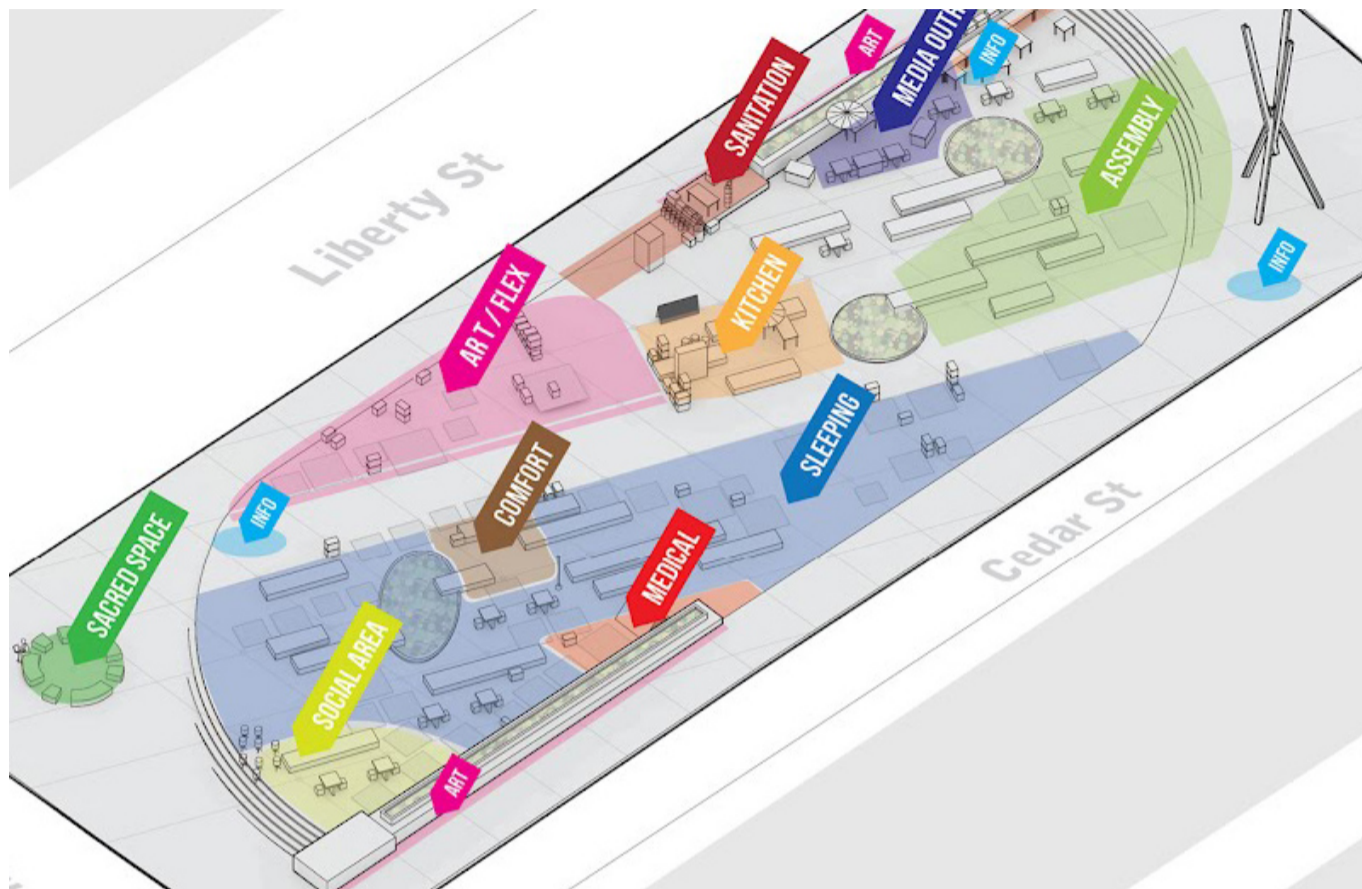 ART
MEDIA OUTR
INFO
SANITATION
ASSEMBLY
Liberty St
INFO
KITCHEN
ART / FLEX
SLEEPING
COMFORT
INFO
MEDICAL
Cedar St
SACRED SPACE
SOCIAL AREA
ART